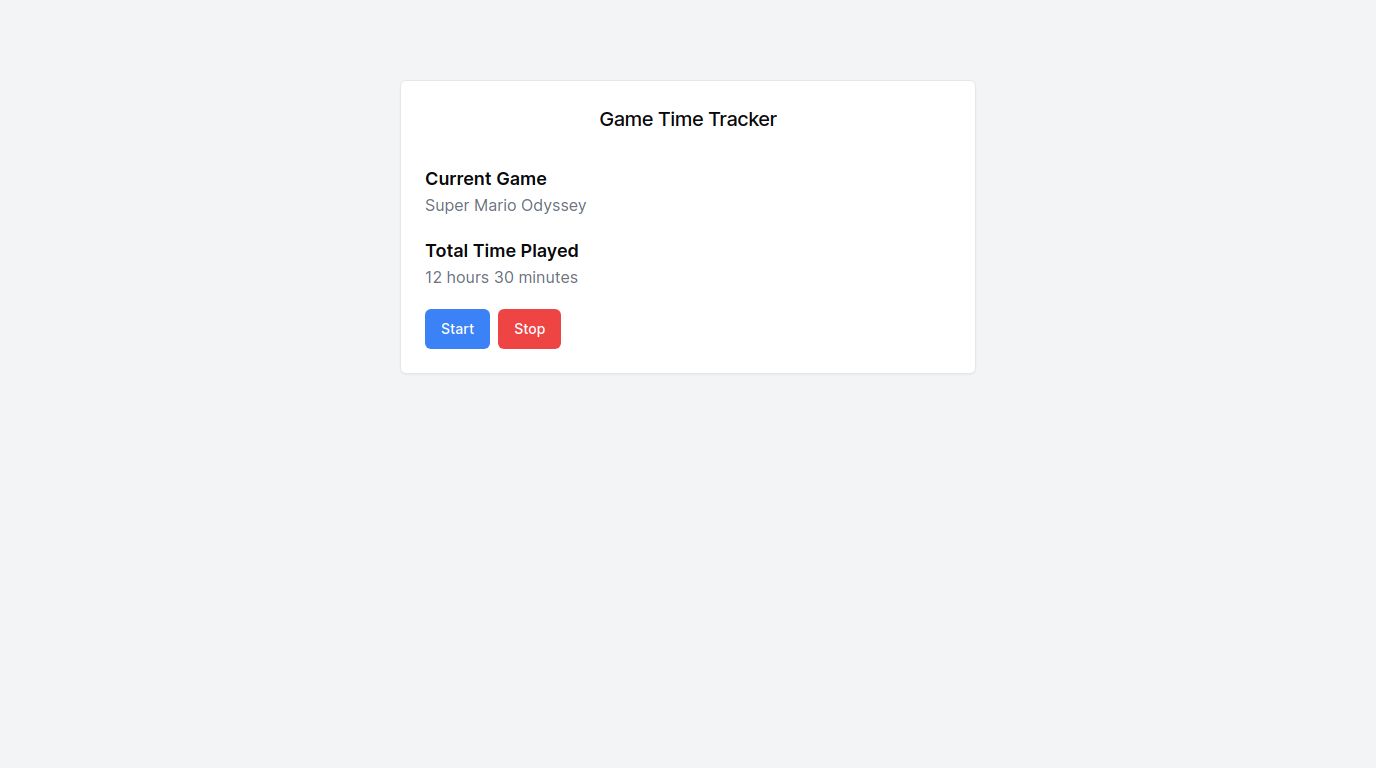 Game Time Tracker
Current Game
Super Mario Odyssey
Total Time Played
12 hours 30 minutes
Start Stop